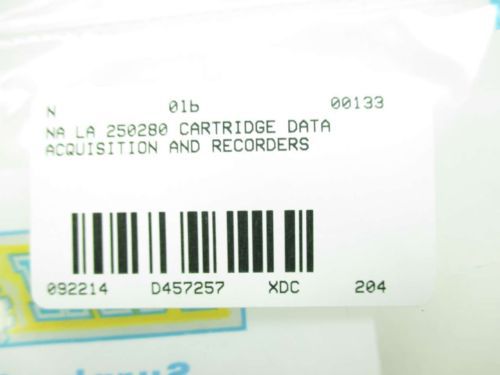 N 01b 00133
NA LA 250280 CARTRIDGE DATA
ACQUISITION AND RECORDERS
092214 D457257 XDC 204